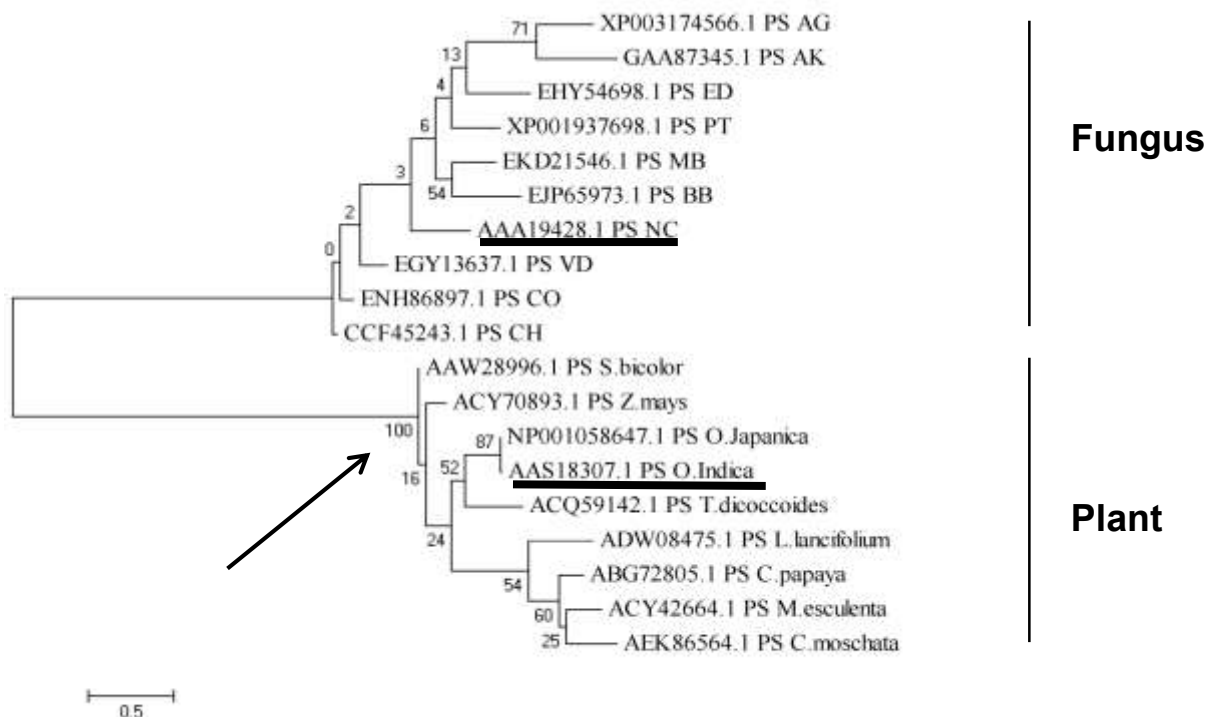 XP003174566.1 PS AG
71
GAA87345.1 PS AK
13
EHY54698.1 PS ED
4
XP001937698.1 PS PT
Fungus
6
EKD21546.1 PS MB
54
EJP65973.1 PS BB
3
AAA19428.1 PS NC
2
EGY13637.1 PS VD
0
ENH86897.1 PS CO
CCF45243.1 PS CH
AAW28996.1 PS S.bicolor
ACY70893.1 PS Z.mays
100
NP001058647.1 PS O.Japanica
87
AAS18307.1 PS O.Indica
52
16
ACQ59142.1 PS T.dicoccoides
Plant
24
ADW08475.1 PS L.lancifolium
ABG72805.1 PS C.papaya
54
ACY42664.1 PS M.esculenta
60
AEK86564.1 PS C.moschata
25
0.5